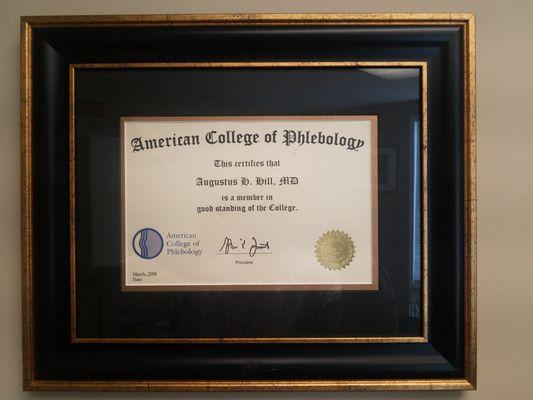 American College of Phlebology
This certifies that
Augustus H. Hill, MD
is a member in
good standing of the College.
American
College of
Phlebology
President
March, 2006
Date